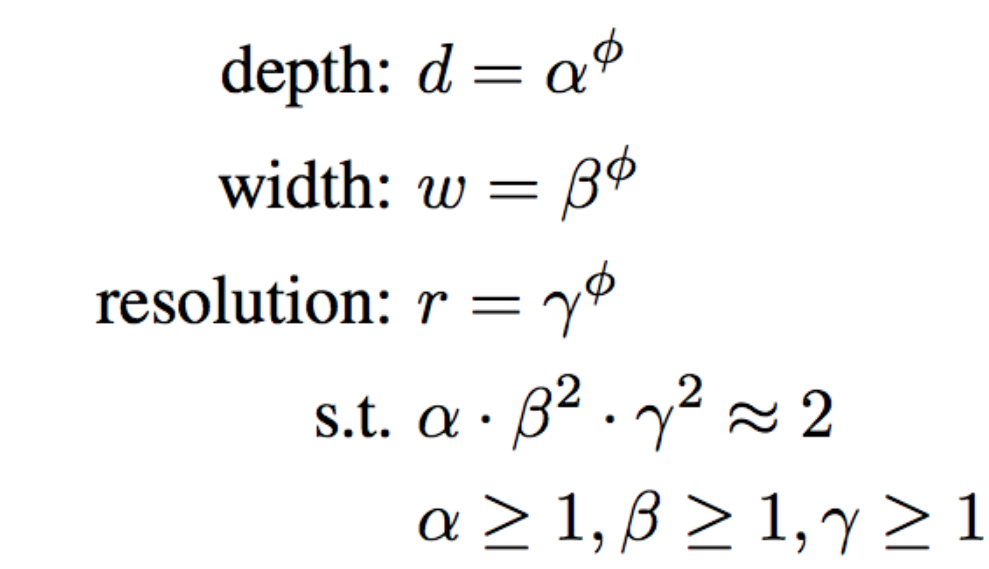 depth: d = α^ϕ
width: w = β^ϕ
resolution: r = γ^ϕ
s.t. α · β² · γ² ≈ 2
α ≥ 1, β ≥ 1, γ ≥ 1